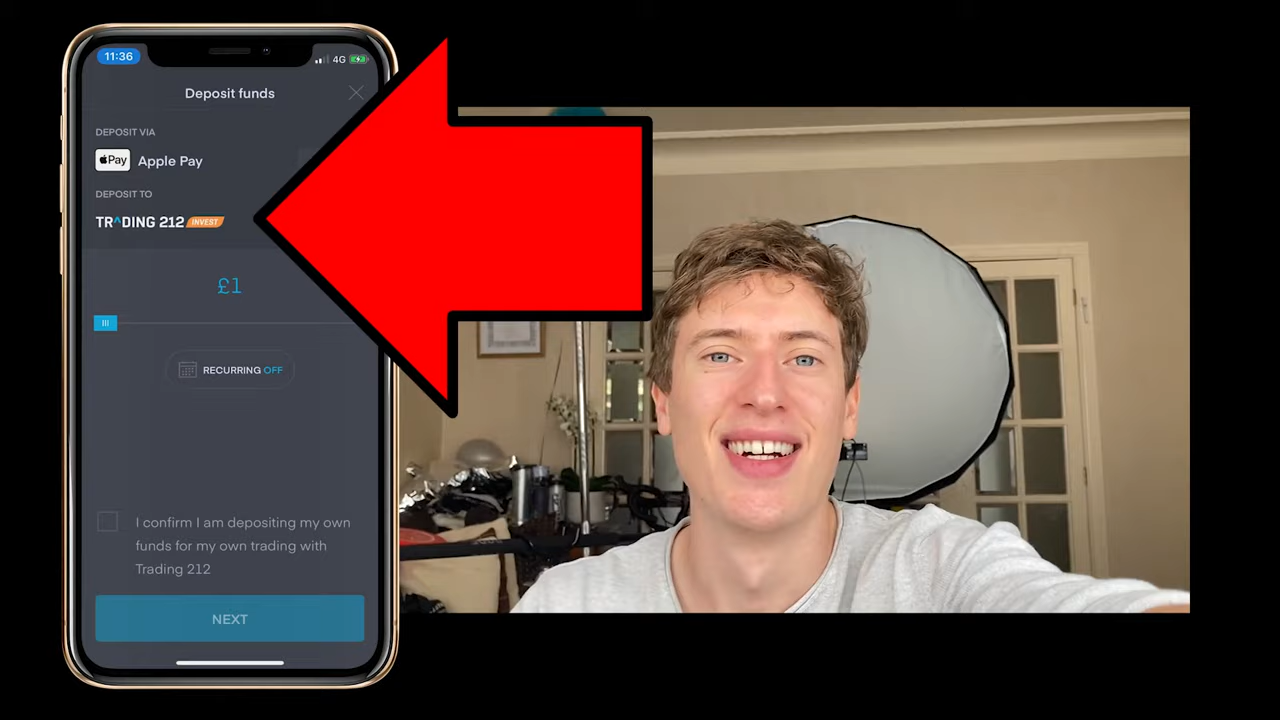 11:36
4G
Deposit funds
DEPOSIT VIA
Pay Apple Pay
DEPOSIT TO
TRADING 212 INVEST
£1
RECURRING OFF
I confirm I am depositing my own
funds for my own trading with
Trading 212
NEXT